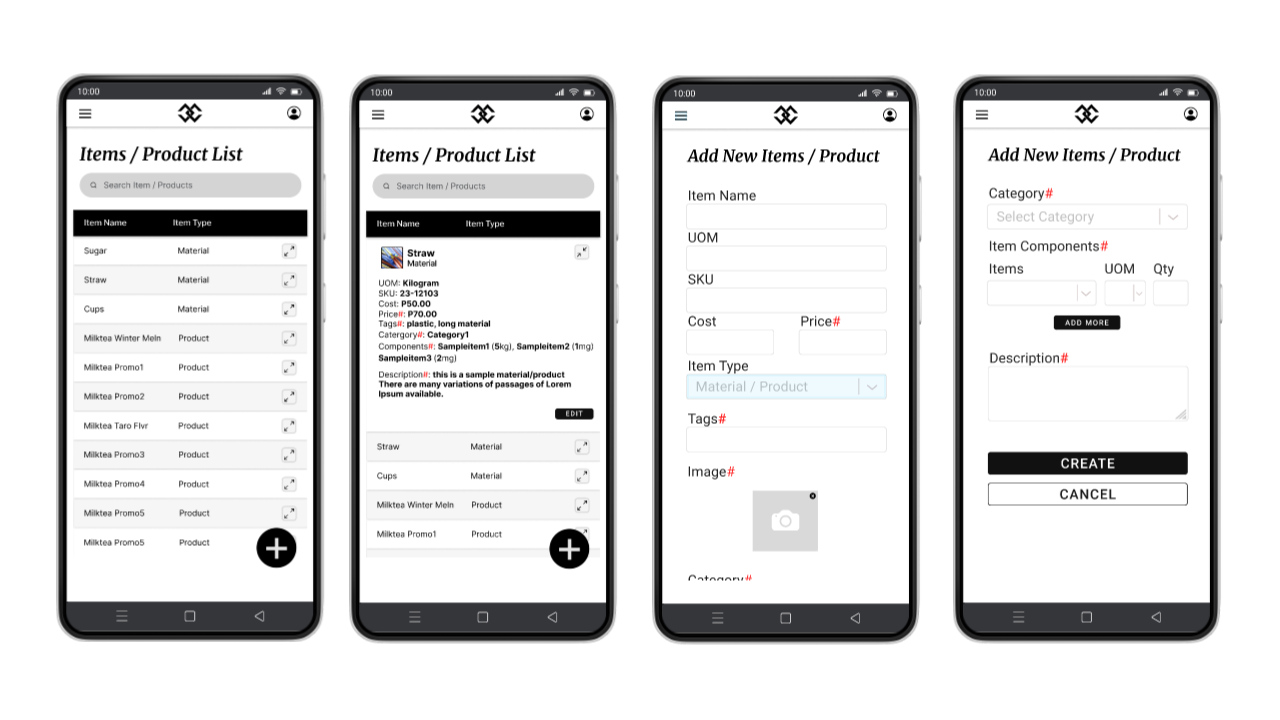 10:00
Items / Product List
Search Item / Products
Item Name Item Type
Sugar Material
Straw Material
Cups Material
Milktea Winter Meln Product
Milktea Promo1 Product
Milktea Promo2 Product
Milktea Taro Flvr Product
Milktea Promo3 Product
Milktea Promo4 Product
Milktea Promo5 Product
Milktea Promo5 Product
10:00
Items / Product List
Search Item / Products
Item Name Item Type
Straw
Material
UOM: Kilogram
SKU: 23-12103
Cost: P50.00
Price#: P70.00
Tags#: plastic, long material
Catergory#: Category1
Components#: Sampleitem1 (5kg), Sampleitem2 (1mg)
Sampleitem3 (2mg)
Description#: this is a sample material/product
There are many variations of passages of Lorem
Ipsum available.
EDIT
Straw Material
Cups Material
Milktea Winter Meln Product
Milktea Promo1 Product
10:00
Add New Items / Product
Item Name
UOM
SKU
Cost Price#
Item Type
Material / Product
Tags#
Image#
Category#
10:00
Add New Items / Product
Category#
Select Category
Item Components#
Items UOM Qty
ADD MORE
Description#
CREATE
CANCEL